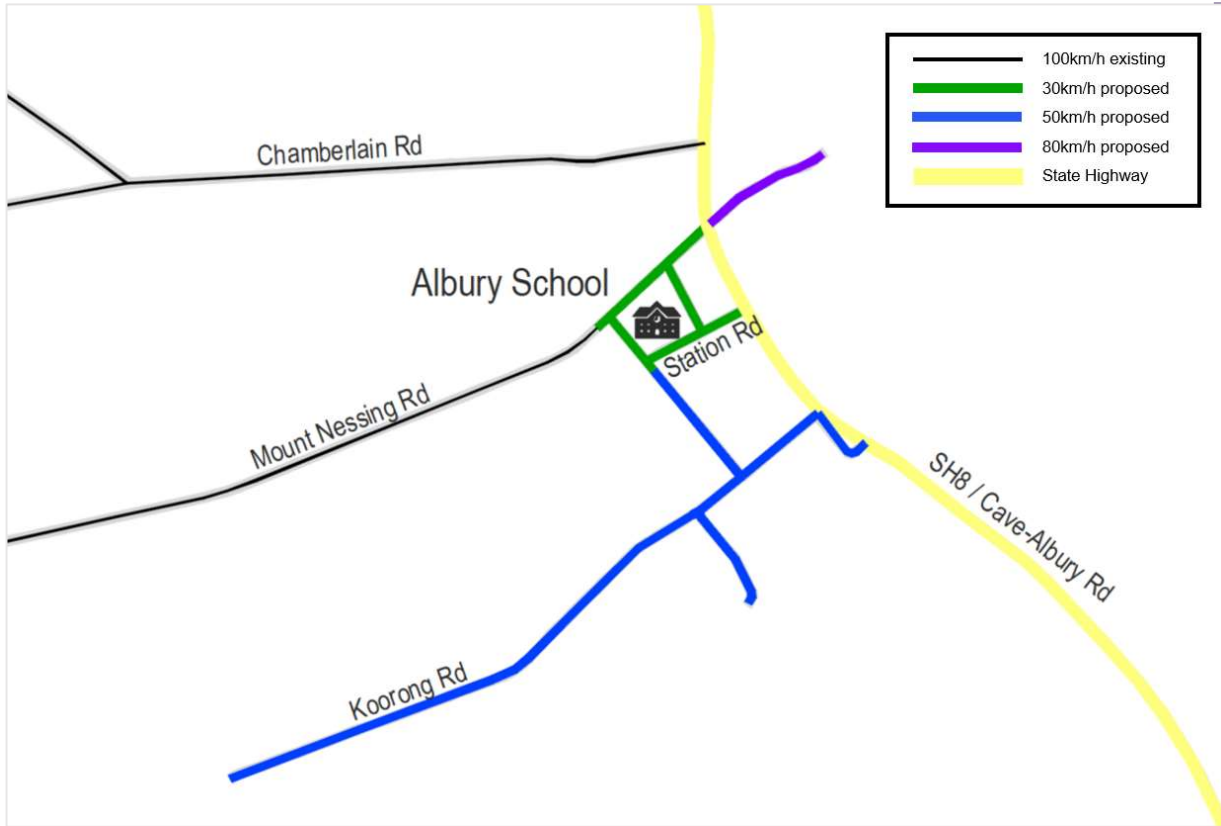 100km/h existing
30km/h proposed
50km/h proposed
80km/h proposed
State Highway
Chamberlain Rd
Albury School
Station Rd
Mount Nessing Rd
SH8 / Cave-Albury Rd
Koorong Rd